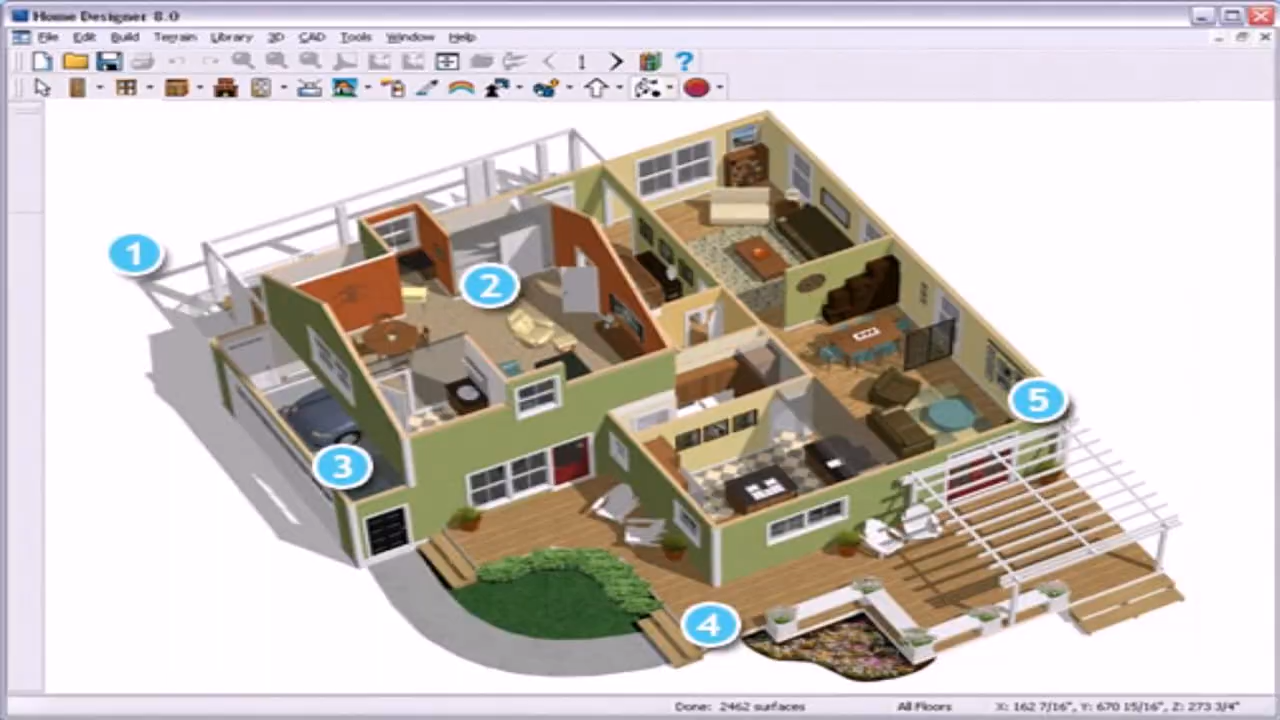 Home Designer 8.0
File Edit Build Terrain Library 3D CAD Tools Window Help
1
1
2
5
3
4
Done: 2462 surfaces All Floors X: 162 7/16", Y: 670 15/16", Z: 273 3/4"